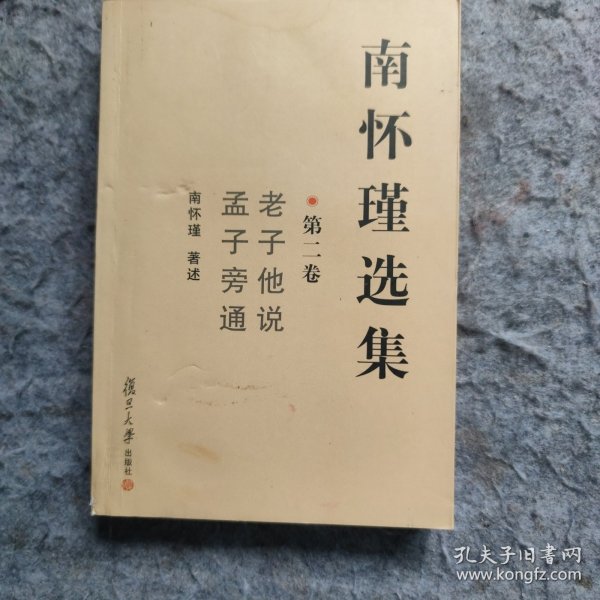 南怀瑾选集
第二卷
老子他说
孟子旁通
南怀瑾 著述
復旦大學
出版社
孔夫子旧书网
www.kongfz.com